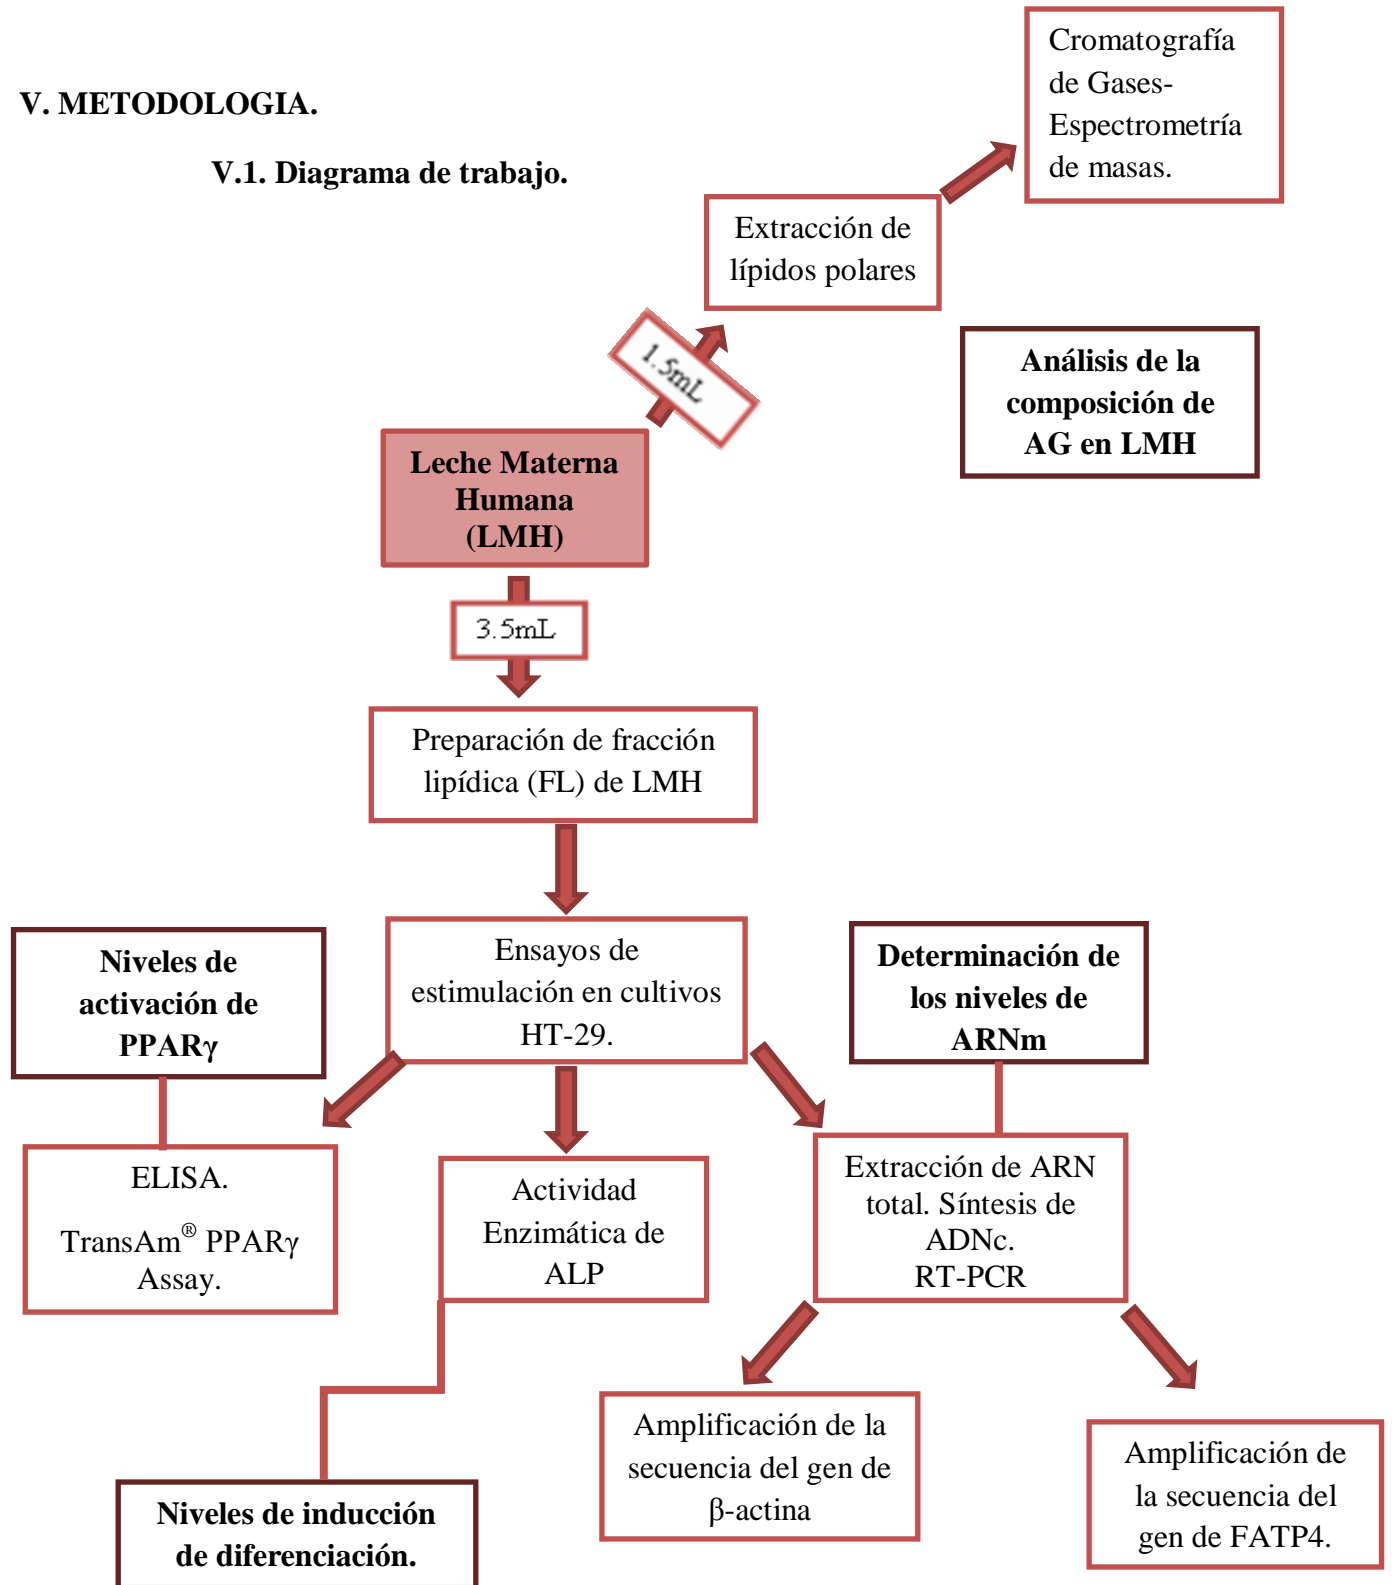 V. METODOLOGIA.
V.1. Diagrama de trabajo.
Cromatografía
de Gases-
Espectrometría
de masas.
Extracción de
lípidos polares
1.5mL
Análisis de la
composición de
AG en LMH
Leche Materna
Humana
(LMH)
3.5mL
Preparación de fracción
lipídica (FL) de LMH
Ensayos de
estimulación en cultivos
HT-29.
Niveles de
activación de
PPARγ
Determinación de
los niveles de
ARNm
ELISA.
TransAm® PPARγ
Assay.
Actividad
Enzimática de
ALP
Extracción de ARN
total. Síntesis de
ADNc.
RT-PCR
Amplificación de la
secuencia del gen de
β-actina
Amplificación de
la secuencia del
gen de FATP4.
Niveles de inducción
de diferenciación.